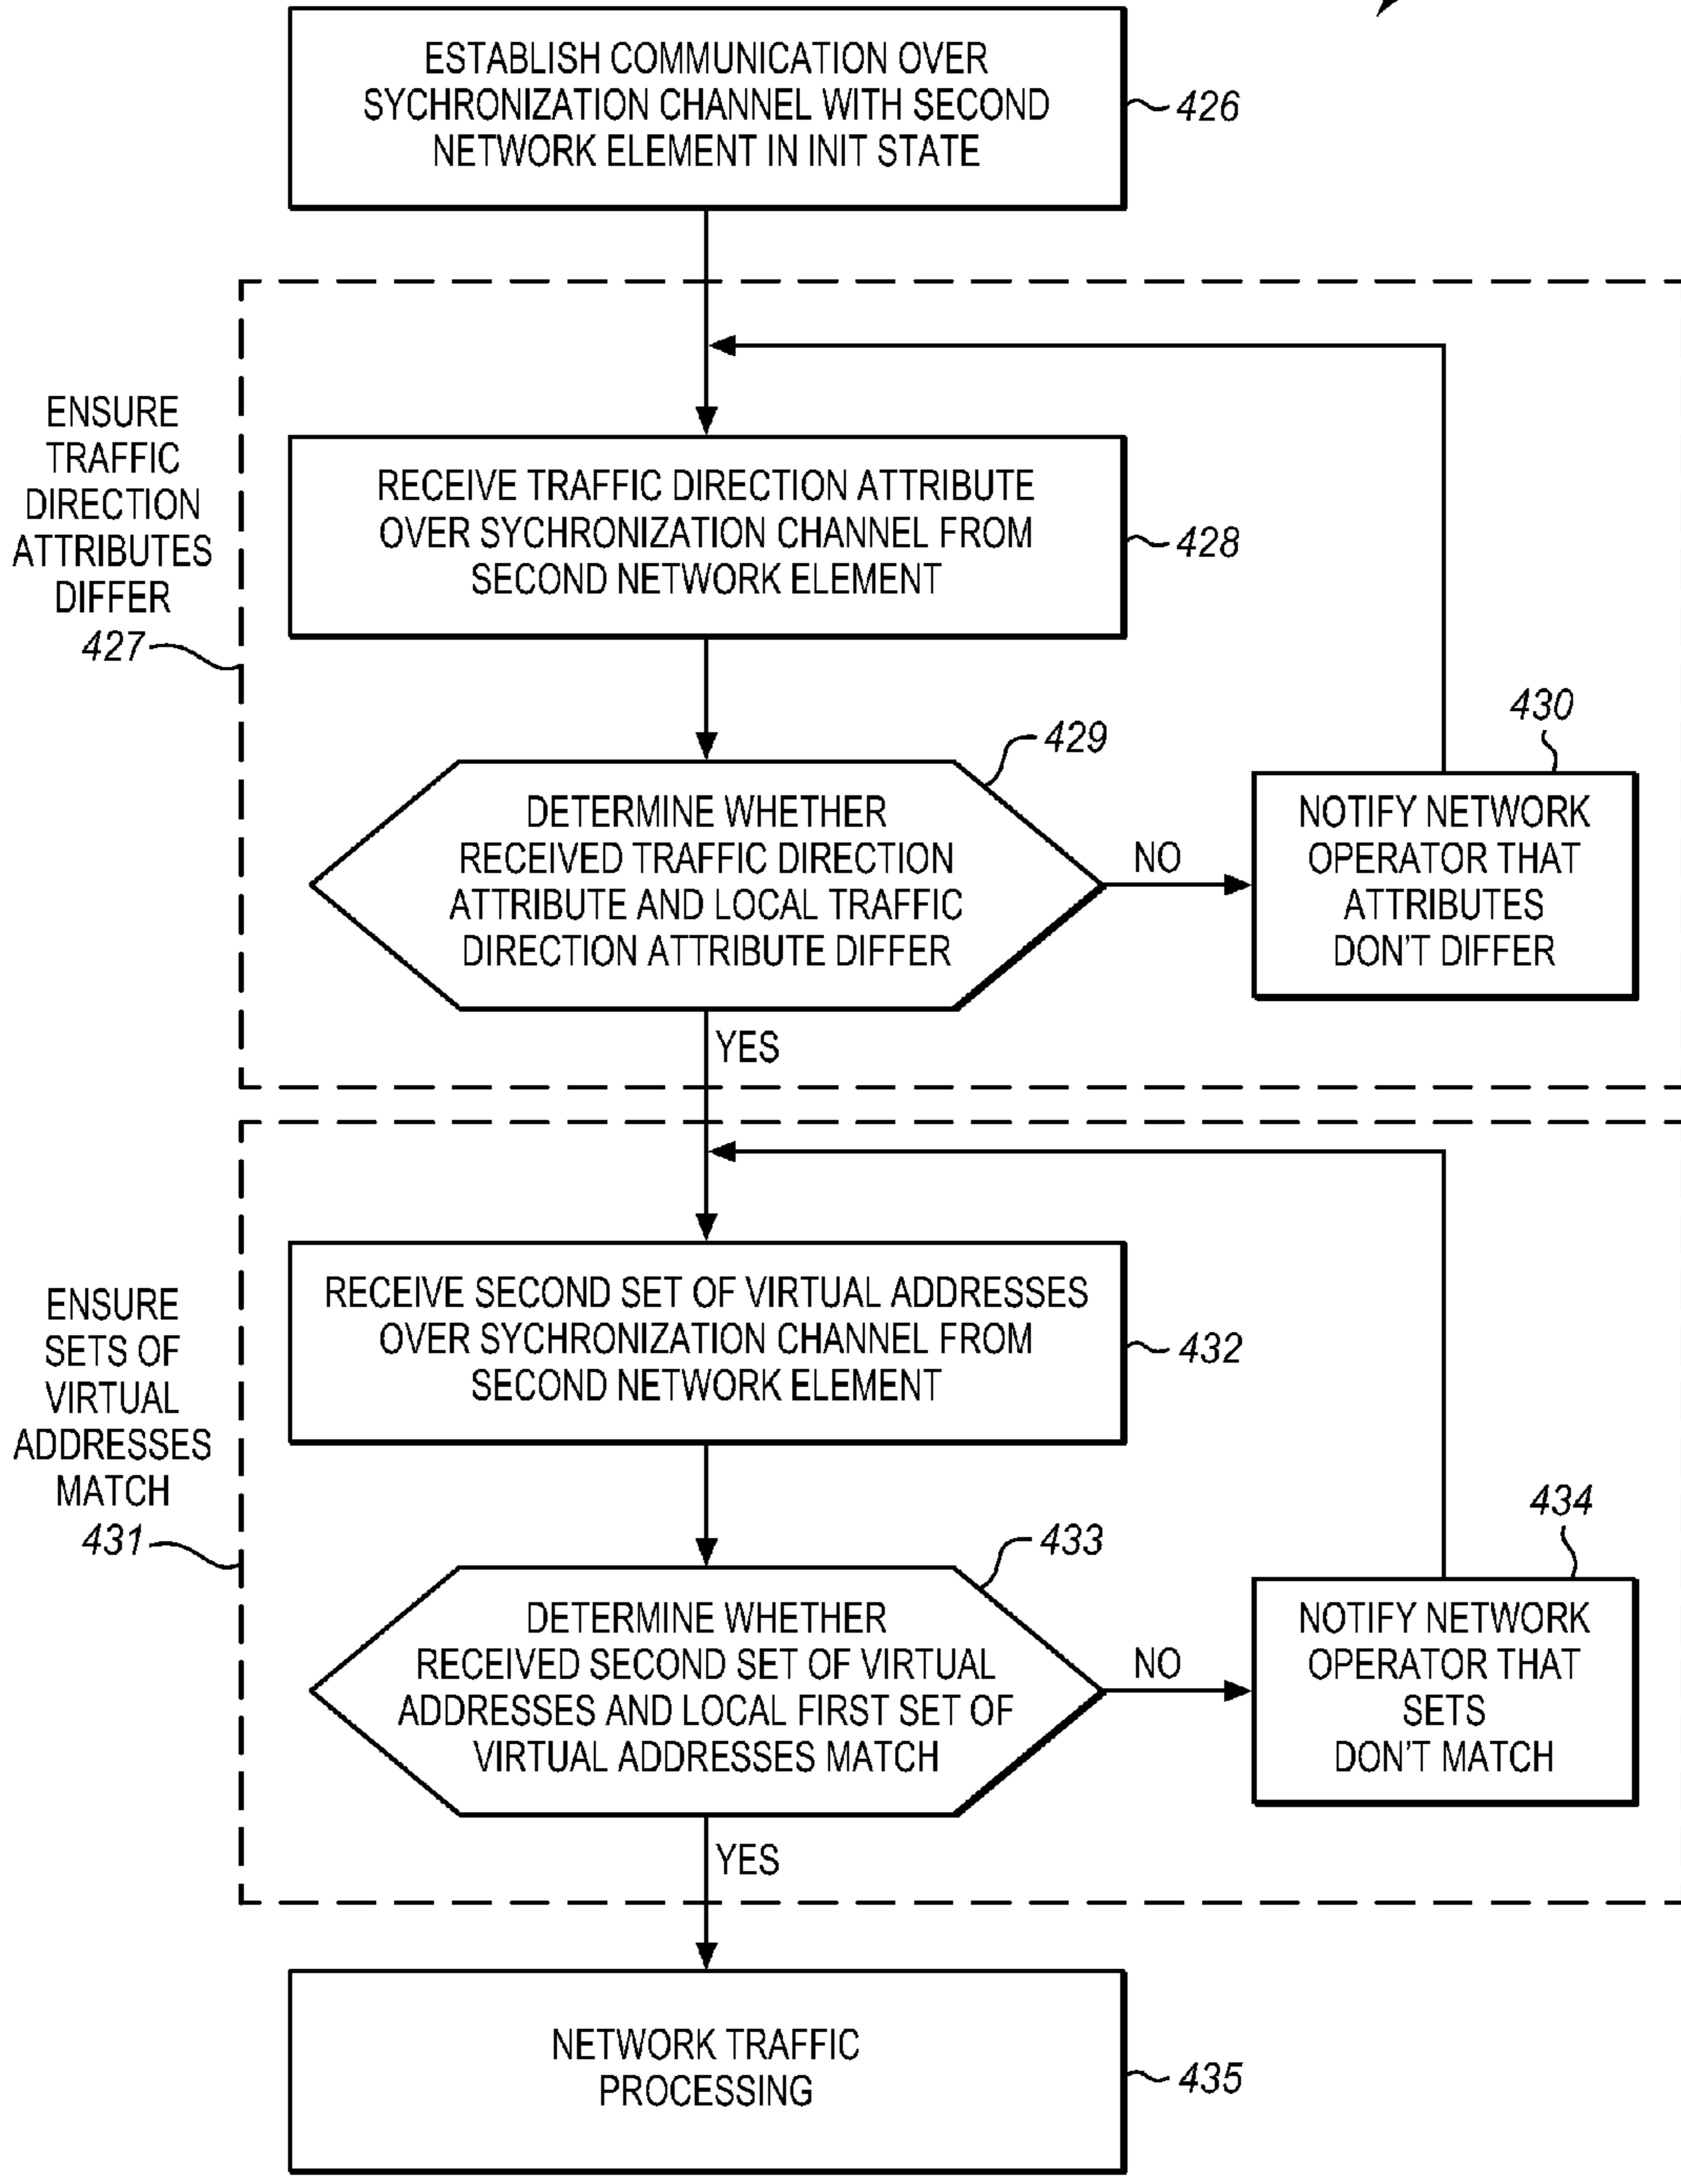 ESTABLISH COMMUNICATION OVER
SYCHRONIZATION CHANNEL WITH SECOND
NETWORK ELEMENT IN INIT STATE
426
ENSURE
TRAFFIC
DIRECTION
ATTRIBUTES
DIFFER
427
RECEIVE TRAFFIC DIRECTION ATTRIBUTE
OVER SYCHRONIZATION CHANNEL FROM
SECOND NETWORK ELEMENT
428
429
DETERMINE WHETHER
RECEIVED TRAFFIC DIRECTION
ATTRIBUTE AND LOCAL TRAFFIC
DIRECTION ATTRIBUTE DIFFER
NO
430
NOTIFY NETWORK
OPERATOR THAT
ATTRIBUTES
DON'T DIFFER
YES
ENSURE
SETS OF
VIRTUAL
ADDRESSES
MATCH
431
RECEIVE SECOND SET OF VIRTUAL ADDRESSES
OVER SYCHRONIZATION CHANNEL FROM
SECOND NETWORK ELEMENT
432
433
DETERMINE WHETHER
RECEIVED SECOND SET OF VIRTUAL
ADDRESSES AND LOCAL FIRST SET OF
VIRTUAL ADDRESSES MATCH
NO
434
NOTIFY NETWORK
OPERATOR THAT
SETS
DON'T MATCH
YES
NETWORK TRAFFIC
PROCESSING
435